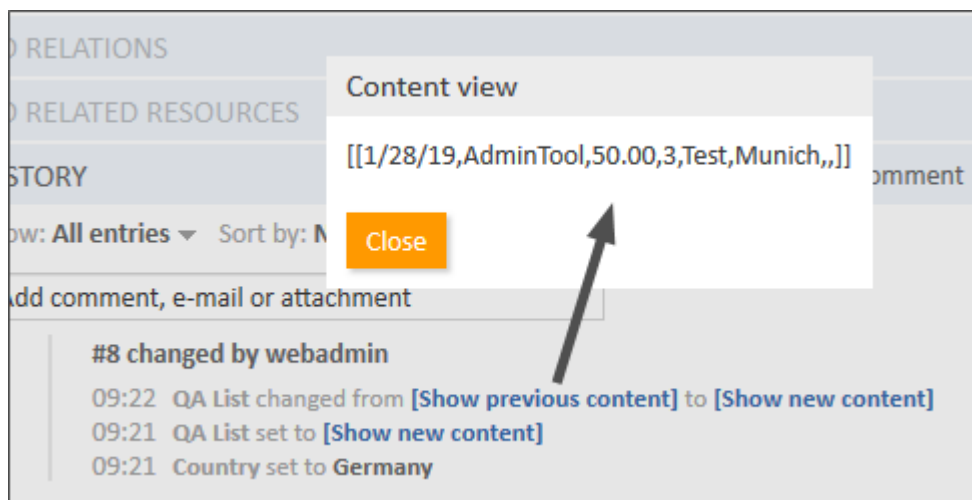 RELATIONS
RELATED RESOURCES
STORY
Content view
[[1/28/19,AdminTool,50.00,3,Test,Munich,,]]
Close
omment
ow: All entries Sort by: N
Add comment, e-mail or attachment
#8 changed by webadmin
09:22 QA List changed from [Show previous content] to [Show new content]
09:21 QA List set to [Show new content]
09:21 Country set to Germany